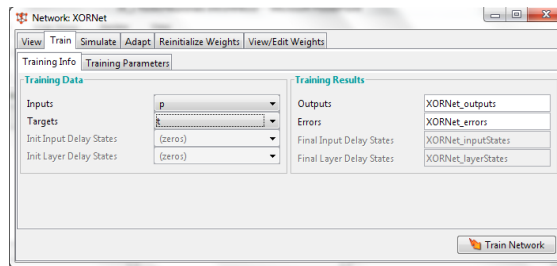 Network: XORNet
View Train Simulate Adapt Reinitialize Weights View/Edit Weights
Training Info Training Parameters
Training Data
Inputs p
Targets t
Init Input Delay States (zeros)
Init Layer Delay States (zeros)
Training Results
Outputs XORNet_outputs
Errors XORNet_errors
Final Input Delay States XORNet_inputStates
Final Layer Delay States XORNet_layerStates
Train Network